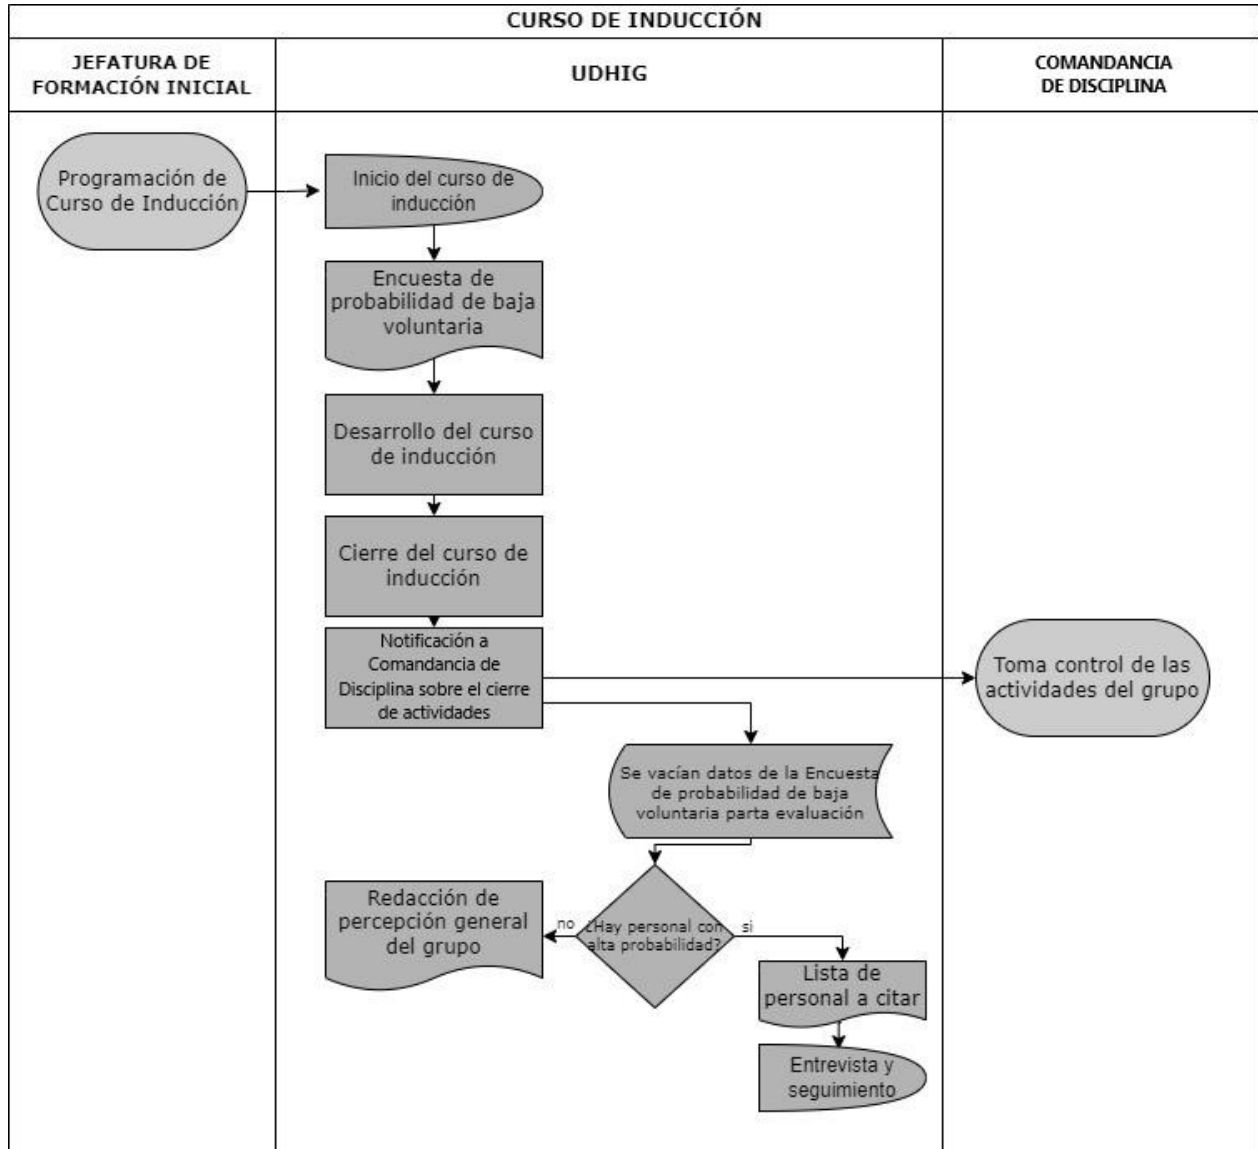 CURSO DE INDUCCIÓN
JEFATURA DE
FORMACIÓN INICIAL
UDHIG
COMANDANCIA
DE DISCIPLINA
Programación de
Curso de Inducción
Inicio del curso de
inducción
Encuesta de
probabilidad de baja
voluntaria
Desarrollo del curso
de inducción
Cierre del curso de
inducción
Notificación a
Comandancia de
Disciplina sobre el cierre
de actividades
Toma control de las
actividades del grupo
Se vacían datos de la Encuesta
de probabilidad de baja
voluntaria parta evaluación
¿Hay personal con
alta probabilidad?
no
si
Redacción de
percepción general
del grupo
Lista de
personal a citar
Entrevista y
seguimiento